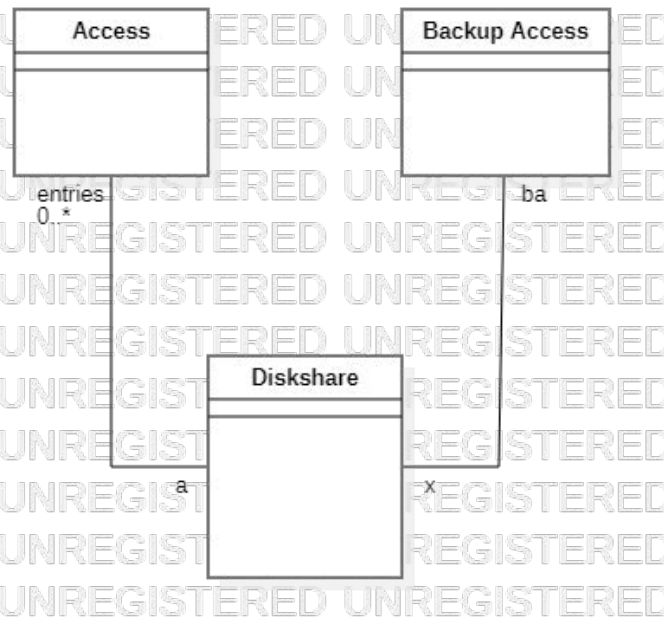 Access
Backup Access
entries
0..*
ba
Diskshare
a
x
UNREGISTERED